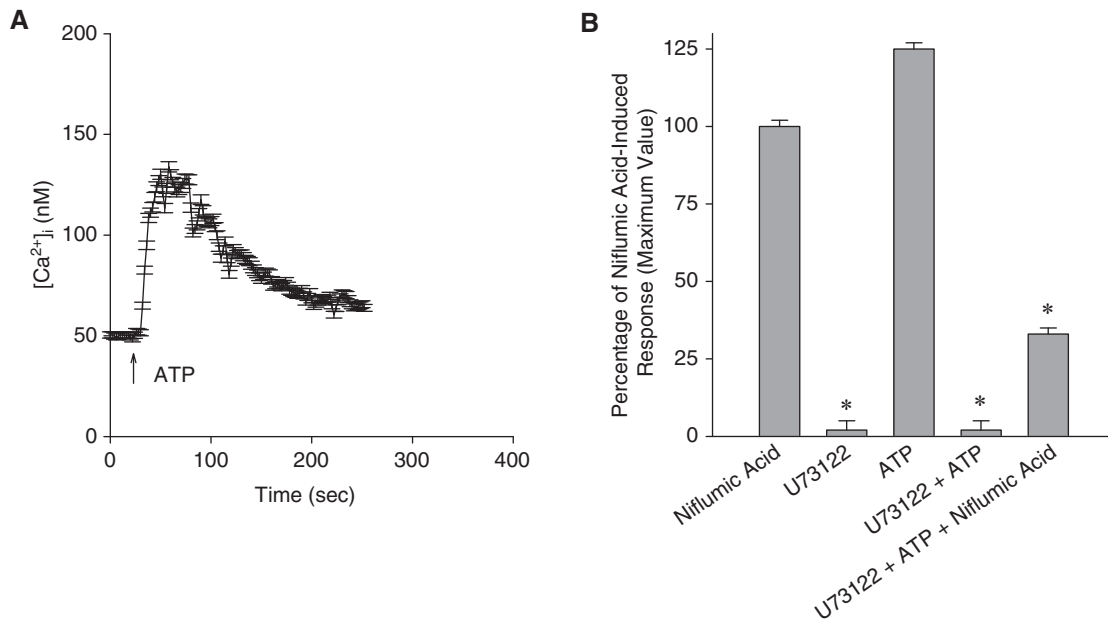 A
200
150
100
50
0
[Ca²⁺]ᵢ (nM)
ATP
0 100 200 300 400
Time (sec)
B
125
100
75
50
25
0
Percentage of Niflumic Acid-Induced
Response (Maximum Value)
*
*
*
Niflumic Acid
U73122
ATP
U73122 + ATP
U73122 + ATP + Niflumic Acid